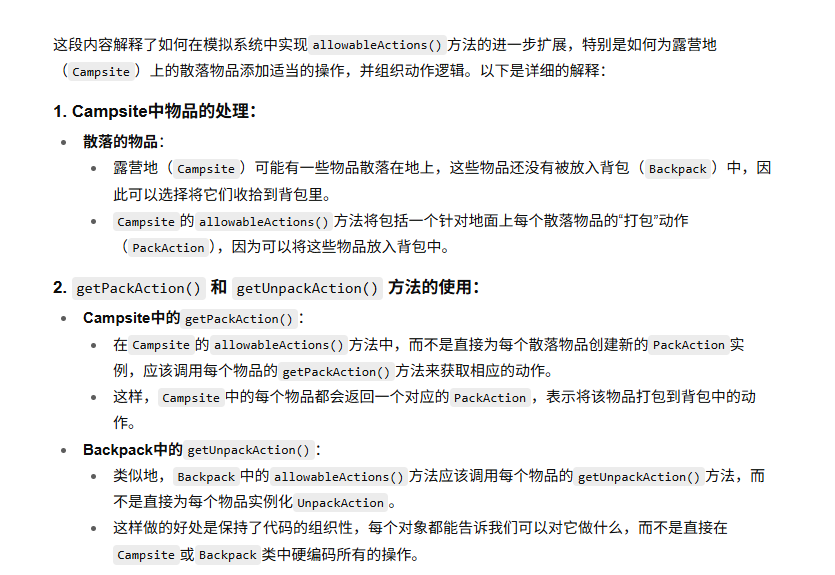 这段内容解释了如何在模拟系统中实现 allowableActions() 方法的进一步扩展，特别是如何为露营地
（ Campsite ）上的散落物品添加适当的操作，并组织动作逻辑。以下是详细的解释：
1. Campsite中物品的处理：
• 散落的物品：
• 露营地（ Campsite ）可能有一些物品散落在地上，这些物品还没有被放入背包（ Backpack ）中，因
此可以选择将它们收拾到背包里。
• Campsite 的 allowableActions() 方法将包括一个针对地面上每个散落物品的“打包”动作
（ PackAction ），因为可以将这些物品放入背包中。
2. getPackAction() 和 getUnpackAction() 方法的使用：
• Campsite中的 getPackAction() ：
• 在 Campsite 的 allowableActions() 方法中，而不是直接为每个散落物品创建新的 PackAction 实
例，应该调用每个物品的 getPackAction() 方法来获取相应的动作。
• 这样， Campsite 中的每个物品都会返回一个对应的 PackAction ，表示将该物品打包到背包中的动
作。
• Backpack中的 getUnpackAction() ：
• 类似地， Backpack 中的 allowableActions() 方法应该调用每个物品的 getUnpackAction() 方法，而
不是直接为每个物品实例化 UnpackAction 。
• 这样做的好处是保持了代码的组织性，每个对象都能告诉我们可以对它做什么，而不是直接在
Campsite 或 Backpack 类中硬编码所有的操作。